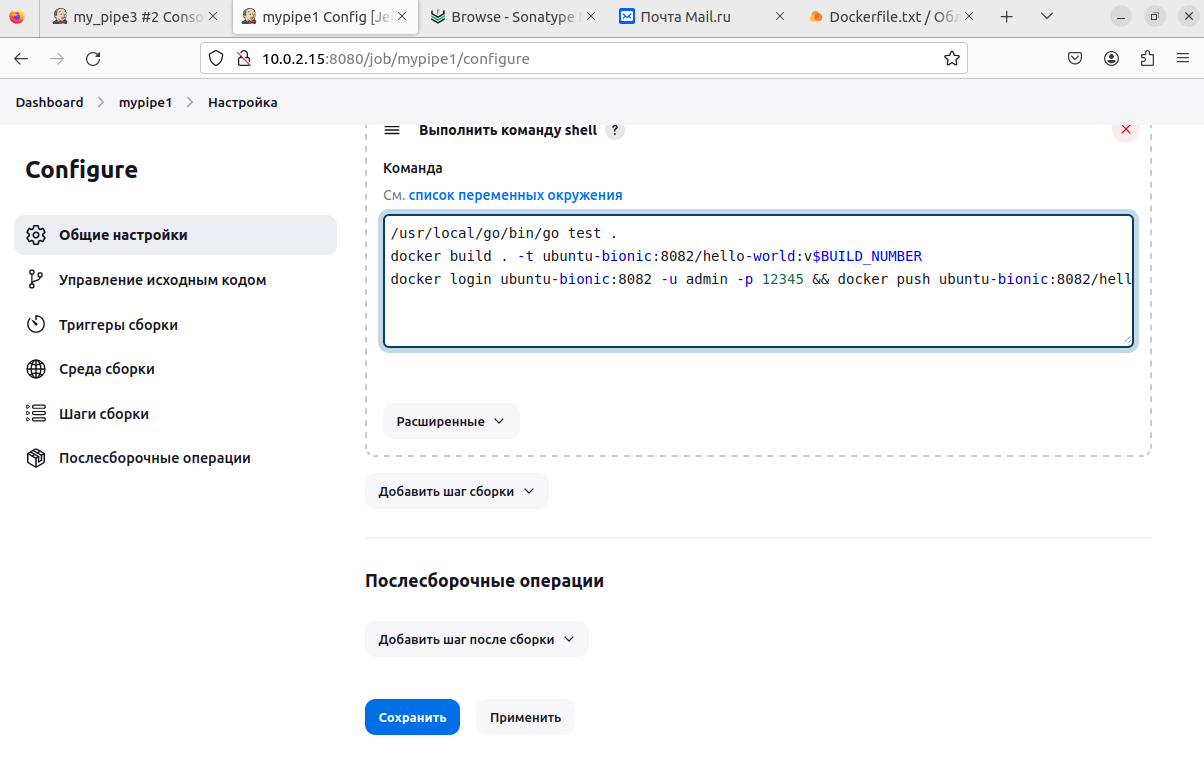 my_pipe3 #2 Conso
mypipe1 Config [Je
Browse - Sonatype
Почта Mail.ru
Dockerfile.txt / Обл
10.0.2.15:8080/job/mypipe1/configure
Dashboard > mypipe1 > Настройка
Configure
Общие настройки
Управление исходным кодом
Триггеры сборки
Среда сборки
Шаги сборки
Послесборочные операции
Выполнить команду shell ?
Команда
См. список переменных окружения
/usr/local/go/bin/go test .
docker build . -t ubuntu-bionic:8082/hello-world:v$BUILD_NUMBER
docker login ubuntu-bionic:8082 -u admin -p 12345 && docker push ubuntu-bionic:8082/hell
Расширенные
Добавить шаг сборки
Послесборочные операции
Добавить шаг после сборки
Сохранить
Применить